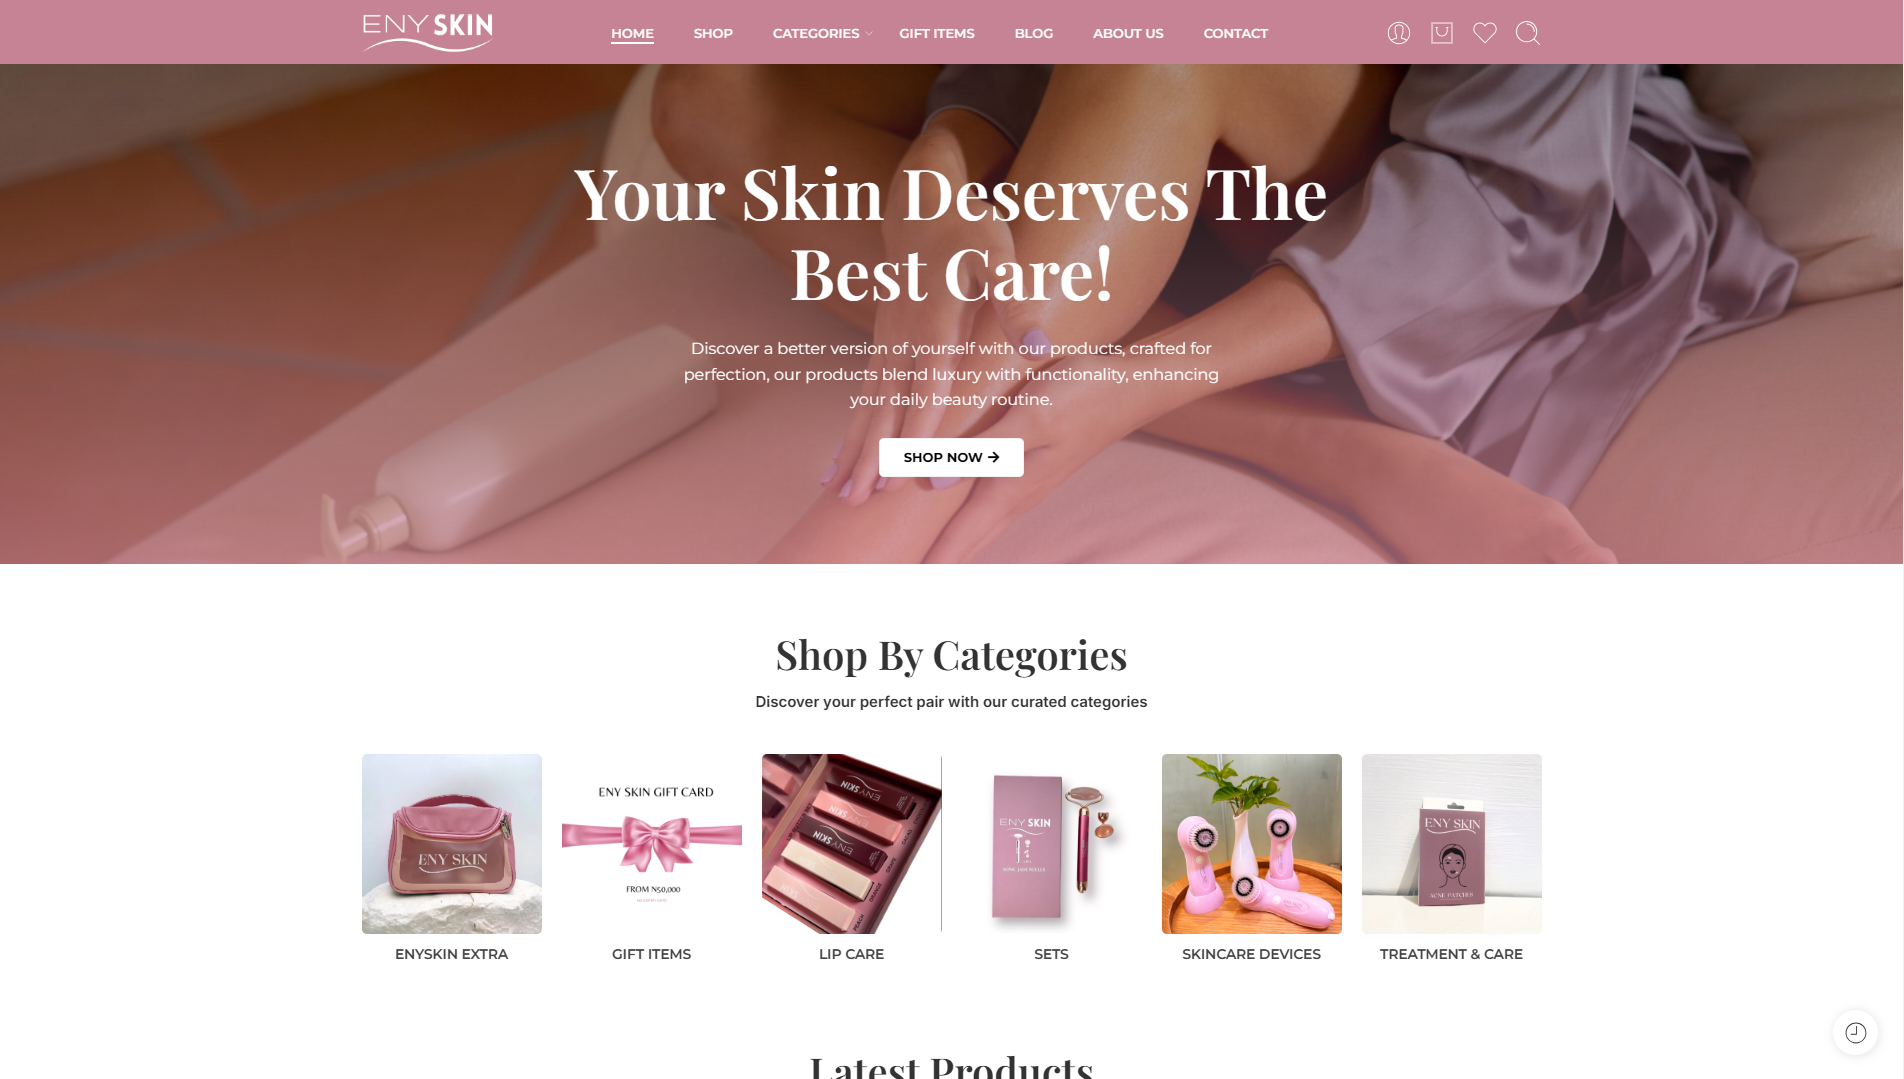 ENY SKIN
HOME SHOP CATEGORIES GIFT ITEMS BLOG ABOUT US CONTACT
Your Skin Deserves The
Best Care!
Discover a better version of yourself with our products, crafted for
perfection, our products blend luxury with functionality, enhancing
your daily beauty routine.
SHOP NOW
Shop By Categories
Discover your perfect pair with our curated categories
ENY SKIN
ENY SKIN GIFT CARD
FROM N50,000
SKIN
SKIN
ENY SKIN
ENY SKIN
ACNE PATCHES
ENYSKIN EXTRA
GIFT ITEMS
LIP CARE
SETS
SKINCARE DEVICES
TREATMENT & CARE
Latest Products